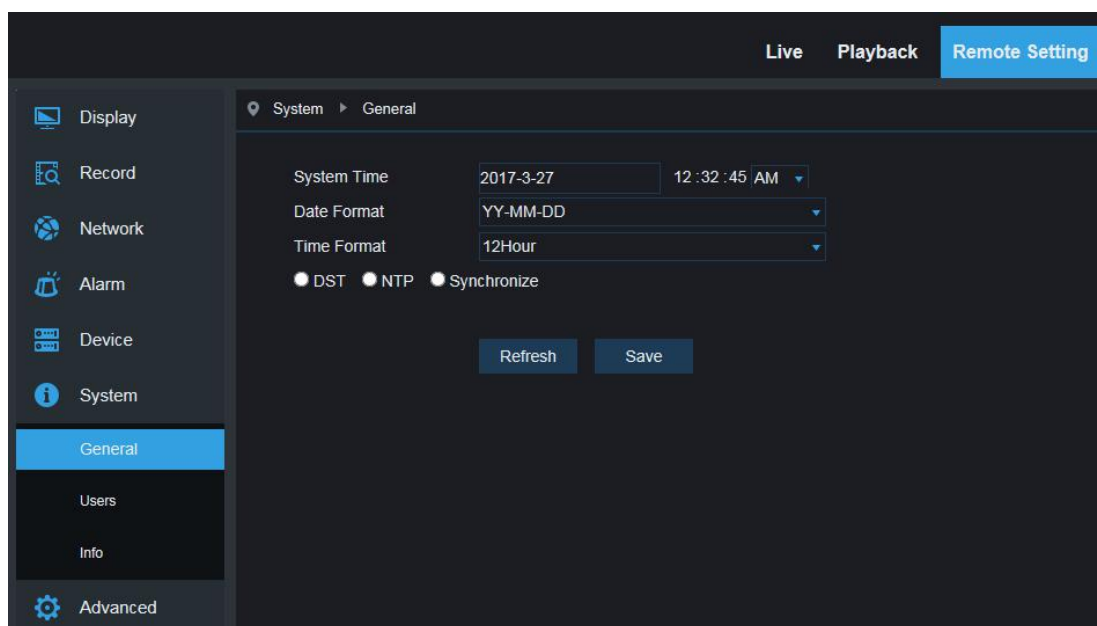 Live Playback Remote Setting
Display
Record
Network
Alarm
Device
System
General
Users
Info
Advanced
System General
System Time 2017-3-27 12 :32 :45 AM
Date Format YY-MM-DD
Time Format 12Hour
DST NTP Synchronize
Refresh Save